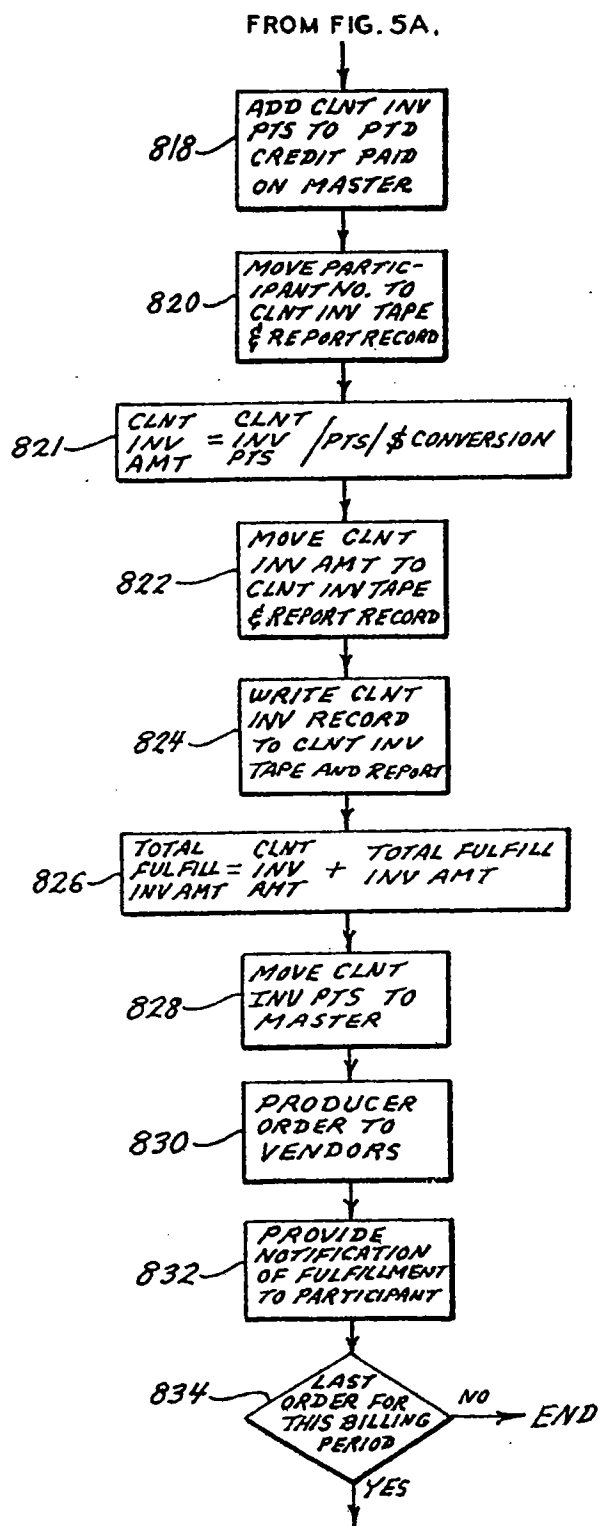 FROM FIG. 5A.
818
ADD CLNT INV
PTS TO PTD
CREDIT PAID
ON MASTER
820
MOVE PARTIC-
IPANT NO. TO
CLNT INV TAPE
& REPORT RECORD
821
CLNT INV AMT = CLNT INV PTS / PTS / $ CONVERSION
822
MOVE CLNT
INV AMT TO
CLNT INV TAPE
& REPORT RECORD
824
WRITE CLNT
INV RECORD
TO CLNT INV
TAPE AND REPORT
826
TOTAL FULFILL INV AMT = CLNT INV AMT + TOTAL FULFILL INV AMT
828
MOVE CLNT
INV PTS TO
MASTER
830
PRODUCER
ORDER TO
VENDORS
832
PROVIDE
NOTIFICATION
OF FULFILLMENT
TO PARTICIPANT
834
LAST
ORDER FOR
THIS BILLING
PERIOD
NO
END
YES